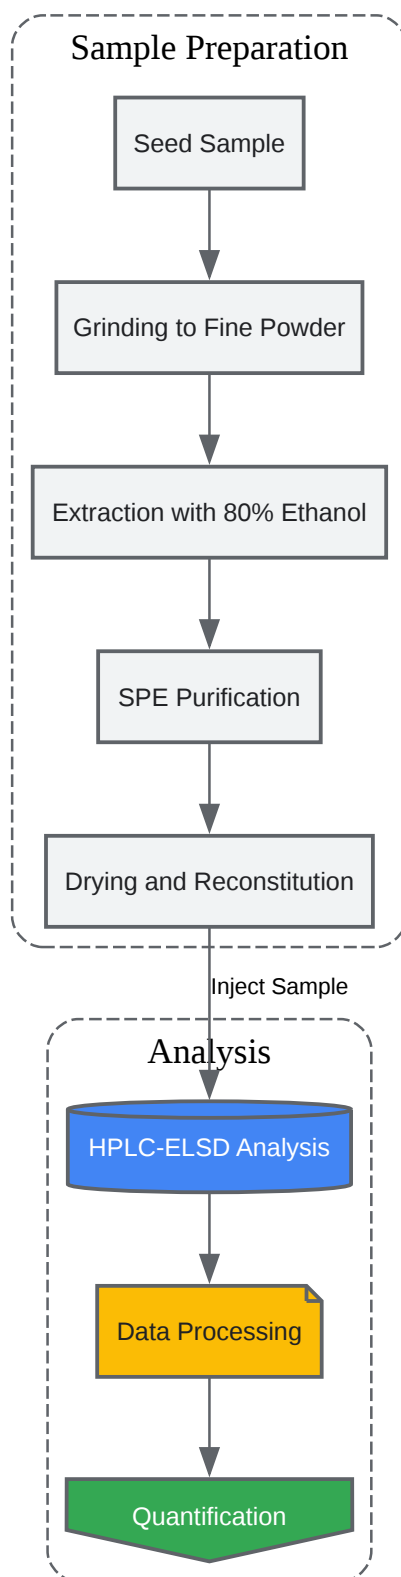 Sample Preparation
Seed Sample
Grinding to Fine Powder
Extraction with 80% Ethanol
SPE Purification
Drying and Reconstitution
Inject Sample
Analysis
HPLC-ELSD Analysis
Data Processing
Quantification